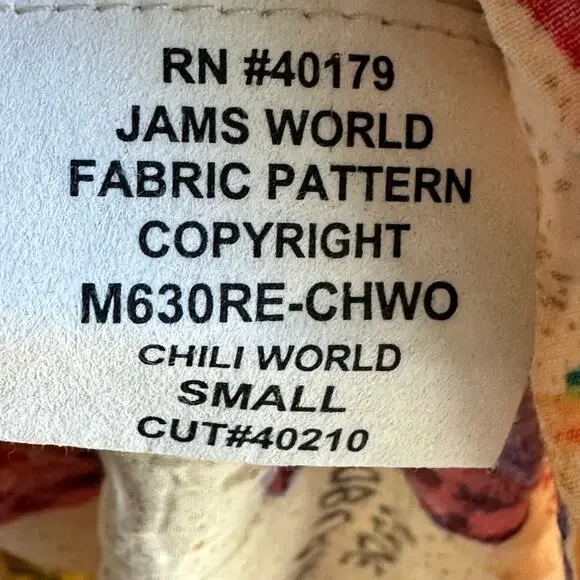 RN #40179
JAMS WORLD
FABRIC PATTERN
COPYRIGHT
M630RE-CHWO
CHILI WORLD
SMALL
CUT#40210